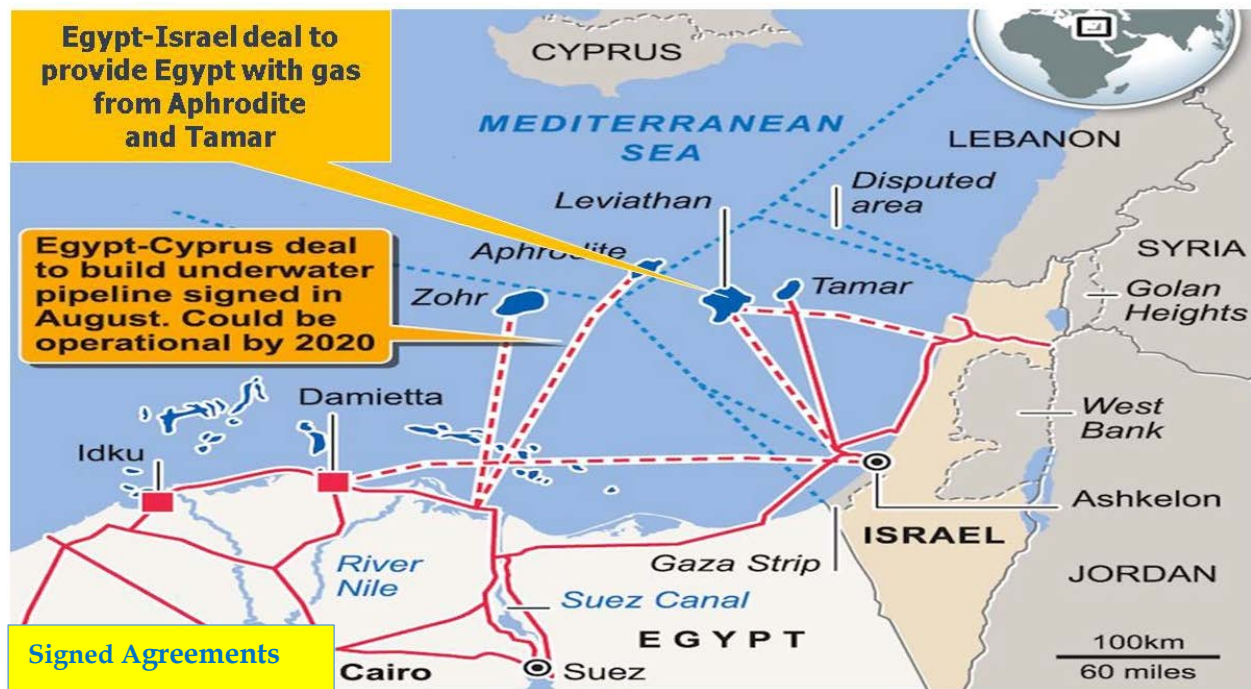 Egypt-Israel deal to
provide Egypt with gas
from Aphrodite
and Tamar
CYPRUS
MEDITERRANEAN
SEA
LEBANON
Leviathan
Disputed
area
SYRIA
Golan
Heights
Egypt-Cyprus deal
to build underwater
pipeline signed in
August. Could be
operational by 2020
Aphrodite
Zohr
Tamar
Damietta
Idku
West
Bank
Ashkelon
ISRAEL
JORDAN
River
Nile
Gaza Strip
Suez Canal
EGYPT
Signed Agreements
Cairo
Suez
100km
60 miles